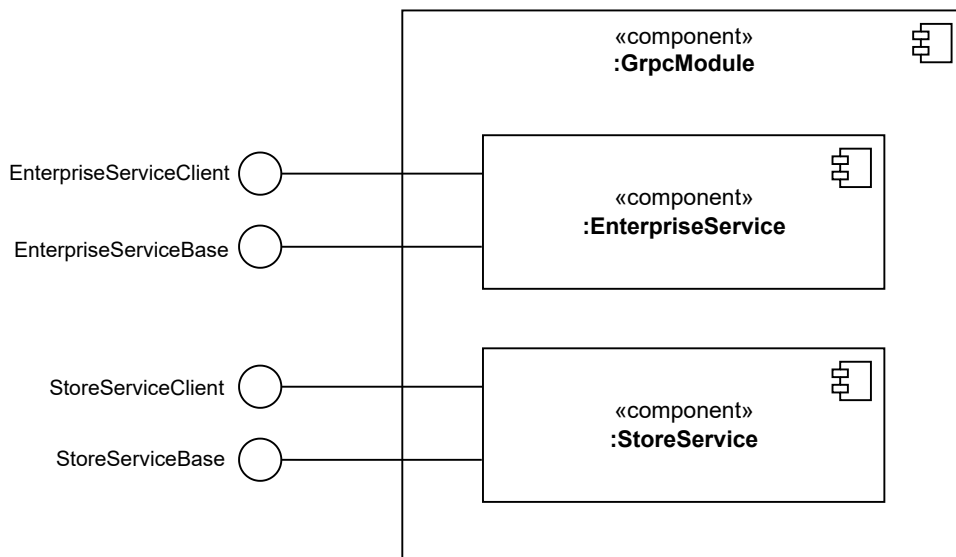 «component»
:GrpcModule
EnterpriseServiceClient
«component»
:EnterpriseService
EnterpriseServiceBase
StoreServiceClient
«component»
:StoreService
StoreServiceBase